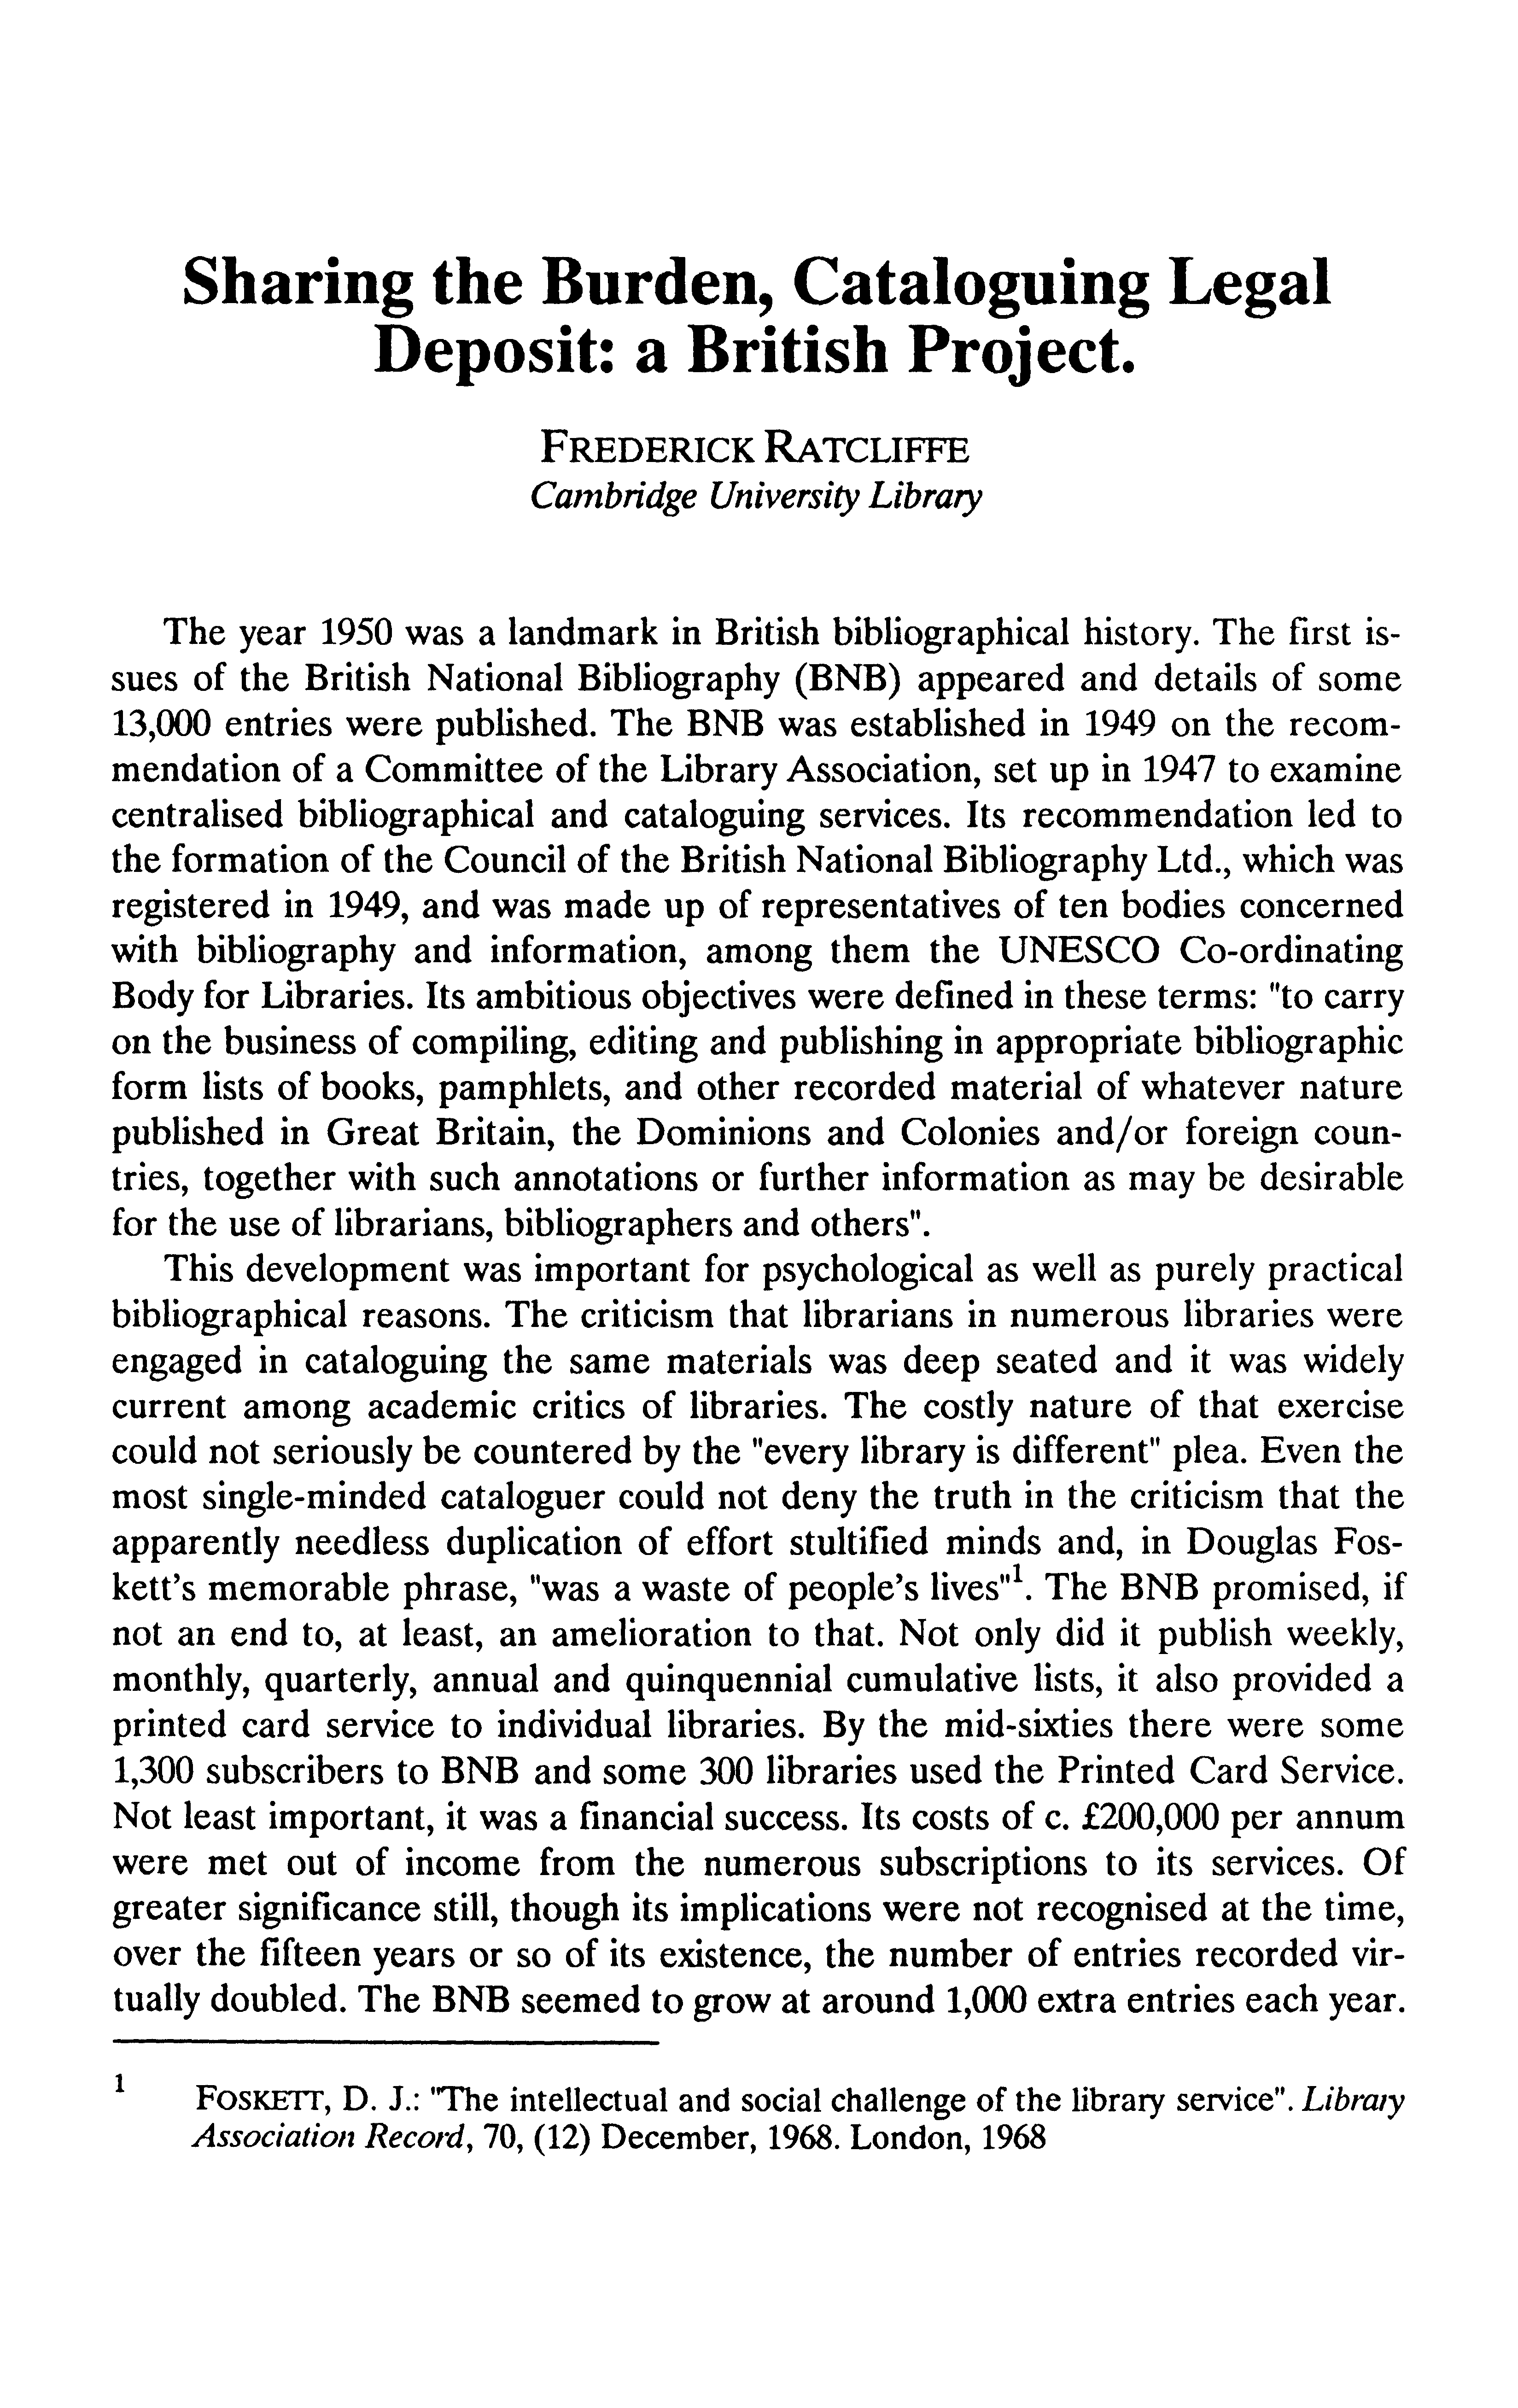 Sharing the Burden, Cataloguing Legal
Deposit: a British Project.
FREDERICK RATCLIFFE
Cambridge University Library
The year 1950 was a landmark in British bibliographical history. The first is-
sues of the British National Bibliography (BNB) appeared and details of some
13,000 entries were published. The BNB was established in 1949 on the recom-
mendation of a Committee of the Library Association, set up in 1947 to examine
centralised bibliographical and cataloguing services. Its recommendation led to
the formation of the Council of the British National Bibliography Ltd., which was
registered in 1949, and was made up of representatives of ten bodies concerned
with bibliography and information, among them the UNESCO Co-ordinating
Body for Libraries. Its ambitious objectives were defined in these terms: "to carry
on the business of compiling, editing and publishing in appropriate bibliographic
form lists of books, pamphlets, and other recorded material of whatever nature
published in Great Britain, the Dominions and Colonies and/or foreign coun-
tries, together with such annotations or further information as may be desirable
for the use of librarians, bibliographers and others".
This development was important for psychological as well as purely practical
bibliographical reasons. The criticism that librarians in numerous libraries were
engaged in cataloguing the same materials was deep seated and it was widely
current among academic critics of libraries. The costly nature of that exercise
could not seriously be countered by the "every library is different" plea. Even the
most single-minded cataloguer could not deny the truth in the criticism that the
apparently needless duplication of effort stultified minds and, in Douglas Fos-
kett's memorable phrase, "was a waste of people's lives"1. The BNB promised, if
not an end to, at least, an amelioration to that. Not only did it publish weekly,
monthly, quarterly, annual and quinquennial cumulative lists, it also provided a
printed card service to individual libraries. By the mid-sixties there were some
1,300 subscribers to BNB and some 300 libraries used the Printed Card Service.
Not least important, it was a financial success. Its costs of c. £200,000 per annum
were met out of income from the numerous subscriptions to its services. Of
greater significance still, though its implications were not recognised at the time,
over the fifteen years or so of its existence, the number of entries recorded vir-
tually doubled. The BNB seemed to grow at around 1,000 extra entries each year.
1 FOSKETT, D. J.: "The intellectual and social challenge of the library service". Library
Association Record, 70, (12) December, 1968. London, 1968